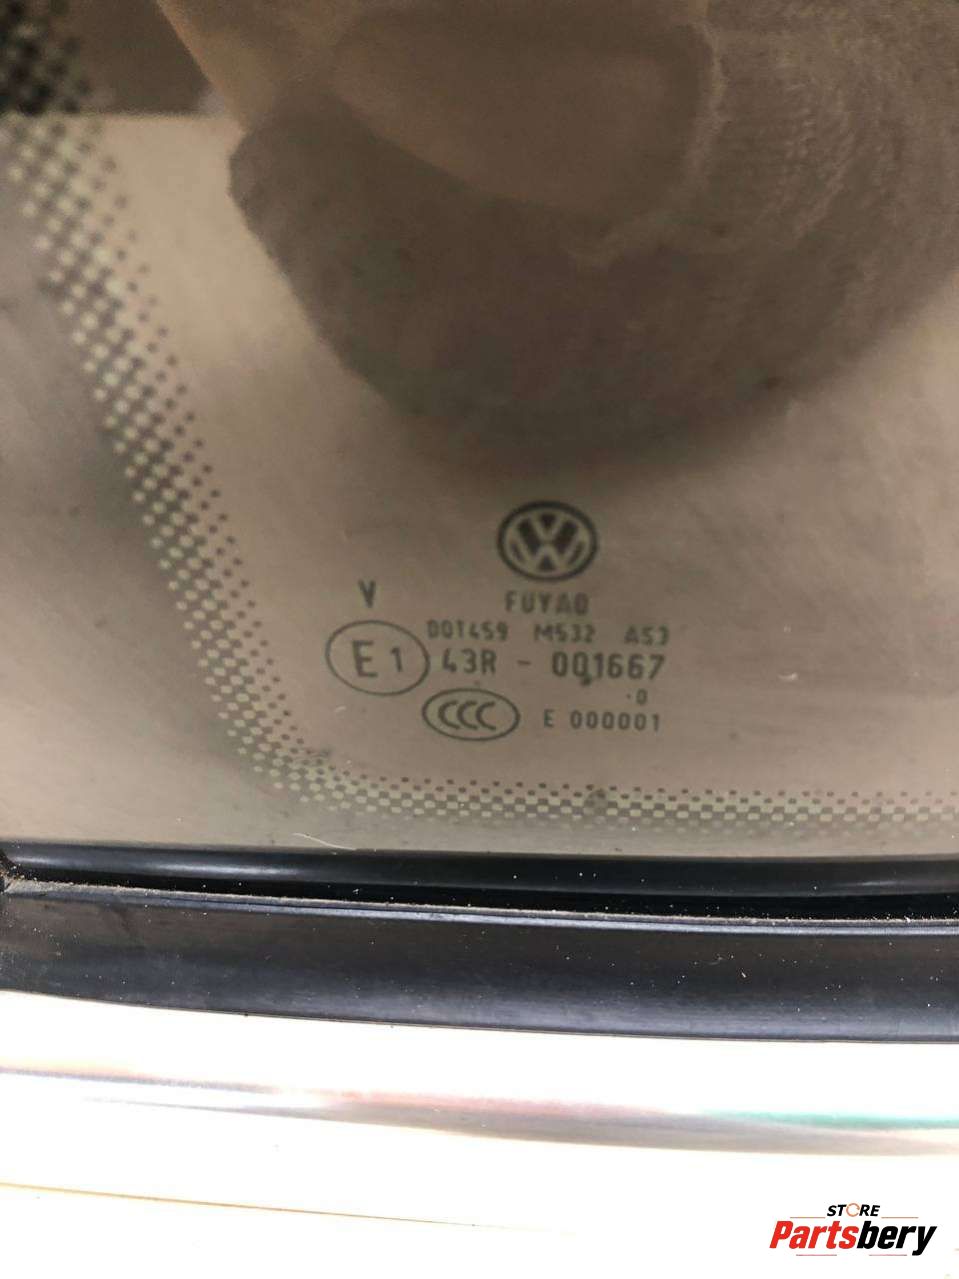 FUYAO
V
DOT459 M532 AS3
E1 43R - 001667
CCC E 000001
STORE
Partsbery